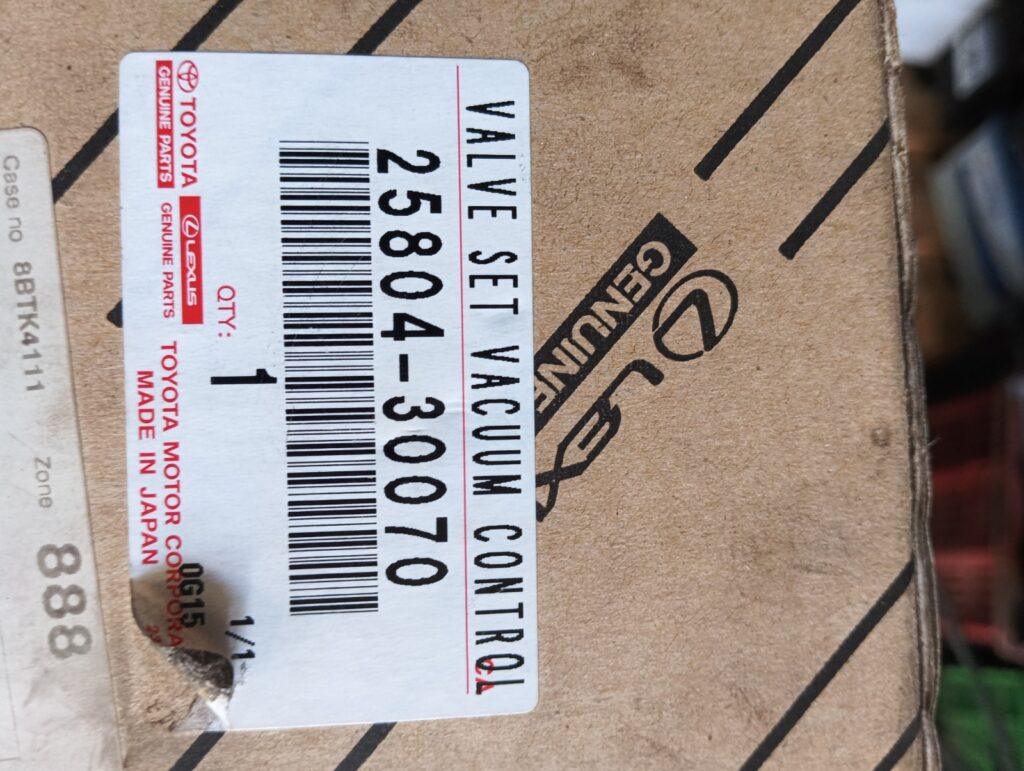 VALVE SET VACUUM CONTROL
25804-30070
QTY:
1
1/1
0G15
TOYOTA
GENUINE PARTS
LEXUS
GENUINE PARTS
TOYOTA MOTOR CORPORA
MADE IN JAPAN
Case no 8BTK4111 Zone 888
LEX
GENUINE